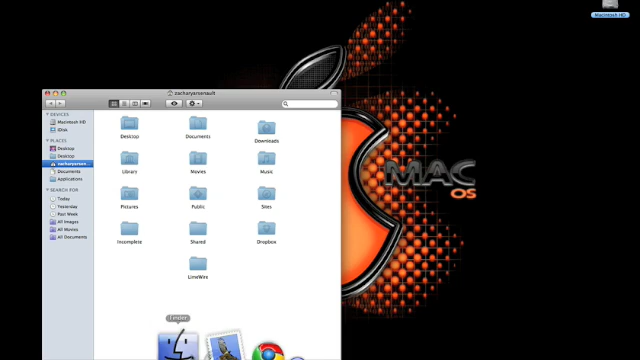 Macintosh HD
zacharyarsenault
DEVICES
Macintosh HD
iDisk
PLACES
Desktop
Desktop
zacharyarsen...
Documents
Applications
SEARCH FOR
Today
Yesterday
Past Week
All Images
All Movies
All Documents
Desktop
Documents
Downloads
Library
Movies
Music
Pictures
Public
Sites
Incomplete
Shared
Dropbox
LimeWire
MAC
OS
Finder